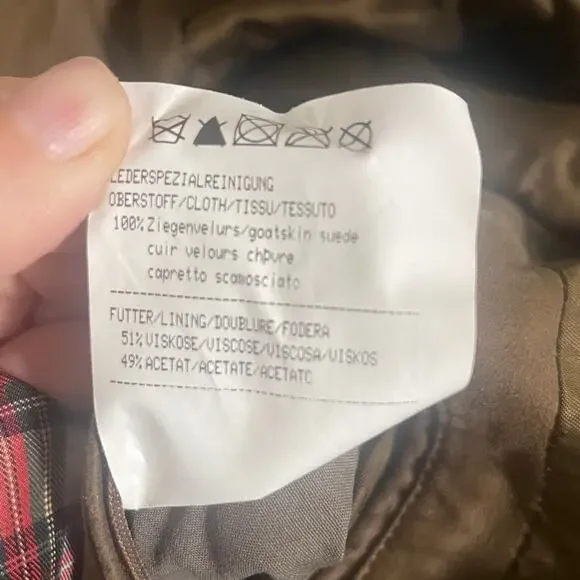 LEDERSPEZIALREINIGUNG
OBERSTOFF/CLOTH/TISSU/TESSUTO
100% Ziegenvelurs/goatskin suede
cuir velours chþvre
capretto scamosciato
FUTTER/LINING/DOUBLURE/FODERA
51% VISKOSE/VISCOSE/VISCOSA/VISKOS
49% ACETAT/ACETATE/ACETATO